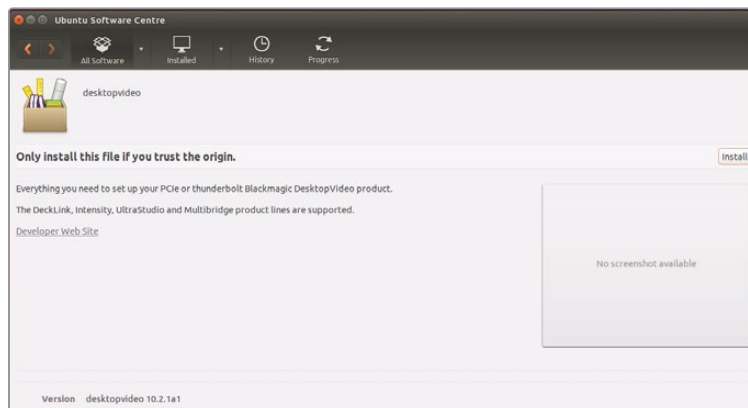 Ubuntu Software Centre
All Software
Installed
History
Progress
desktopvideo
Only install this file if you trust the origin.
Install
Everything you need to set up your PCIe or thunderbolt Blackmagic DesktopVideo product.
The DeckLink, Intensity, UltraStudio and Multibridge product lines are supported.
Developer Web Site
No screenshot available
Version desktopvideo 10.2.1a1